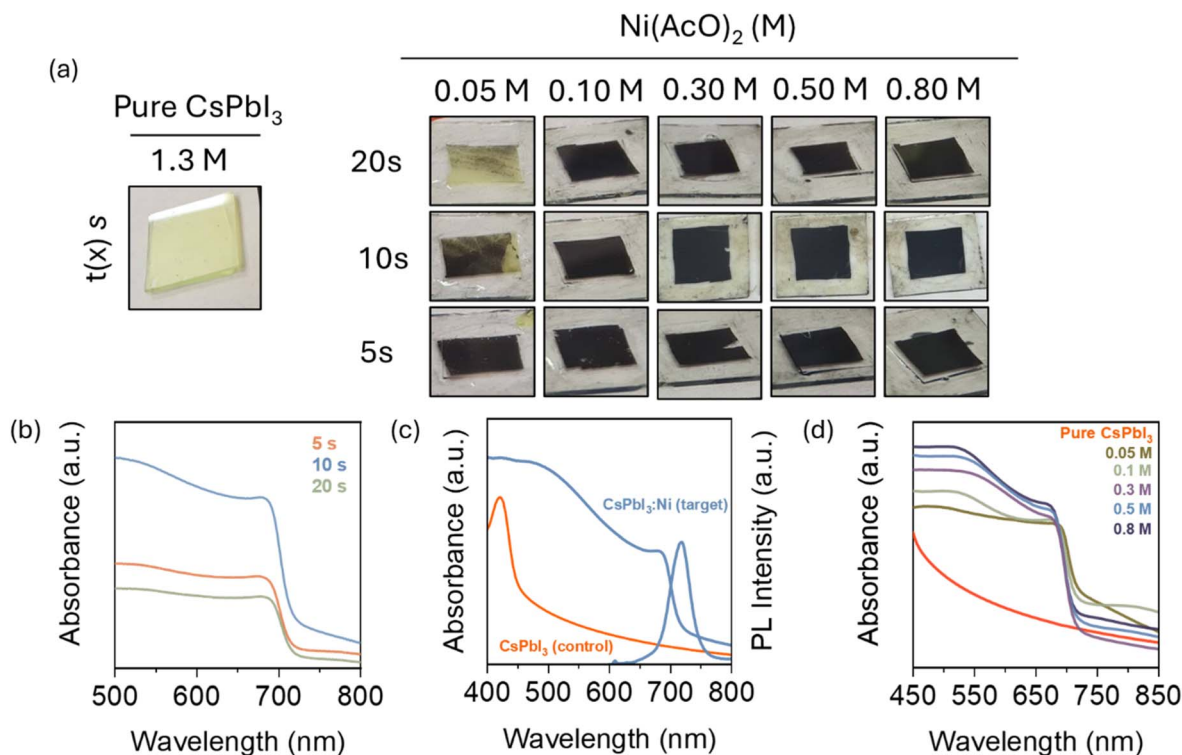 Ni(AcO)₂ (M)
(a)
Pure CsPbI₃
1.3 M
t(x) s
0.05 M 0.10 M 0.30 M 0.50 M 0.80 M
20s
10s
5s
(b)
Absorbance (a.u.)
5 s
10 s
20 s
500 600 700 800
Wavelength (nm)
(c)
Absorbance (a.u.)
CsPbI₃:Ni (target)
CsPbI₃ (control)
PL Intensity (a.u.)
400 500 600 700 800
Wavelength (nm)
(d)
Absorbance (a.u.)
Pure CsPbI₃
0.05 M
0.1 M
0.3 M
0.5 M
0.8 M
450 550 650 750 850
Wavelength (nm)